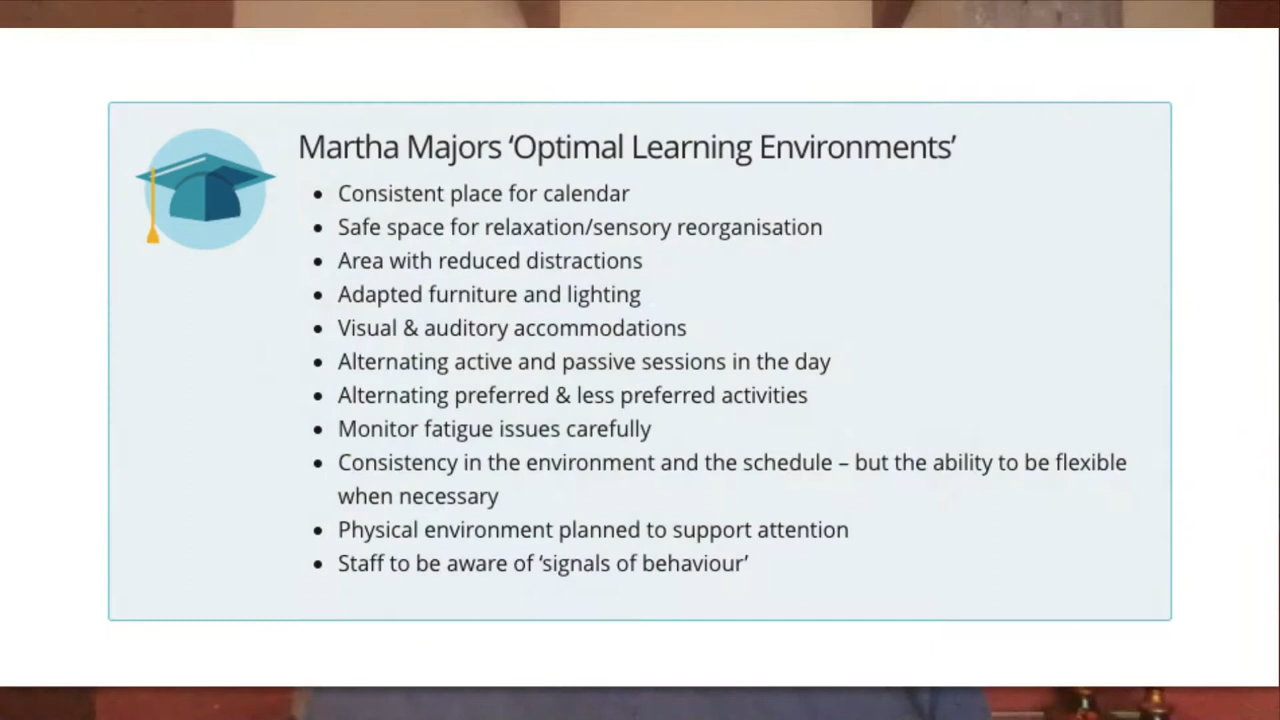 Martha Majors ‘Optimal Learning Environments’
• Consistent place for calendar
• Safe space for relaxation/sensory reorganisation
• Area with reduced distractions
• Adapted furniture and lighting
• Visual & auditory accommodations
• Alternating active and passive sessions in the day
• Alternating preferred & less preferred activities
• Monitor fatigue issues carefully
• Consistency in the environment and the schedule – but the ability to be flexible
when necessary
• Physical environment planned to support attention
• Staff to be aware of ‘signals of behaviour’